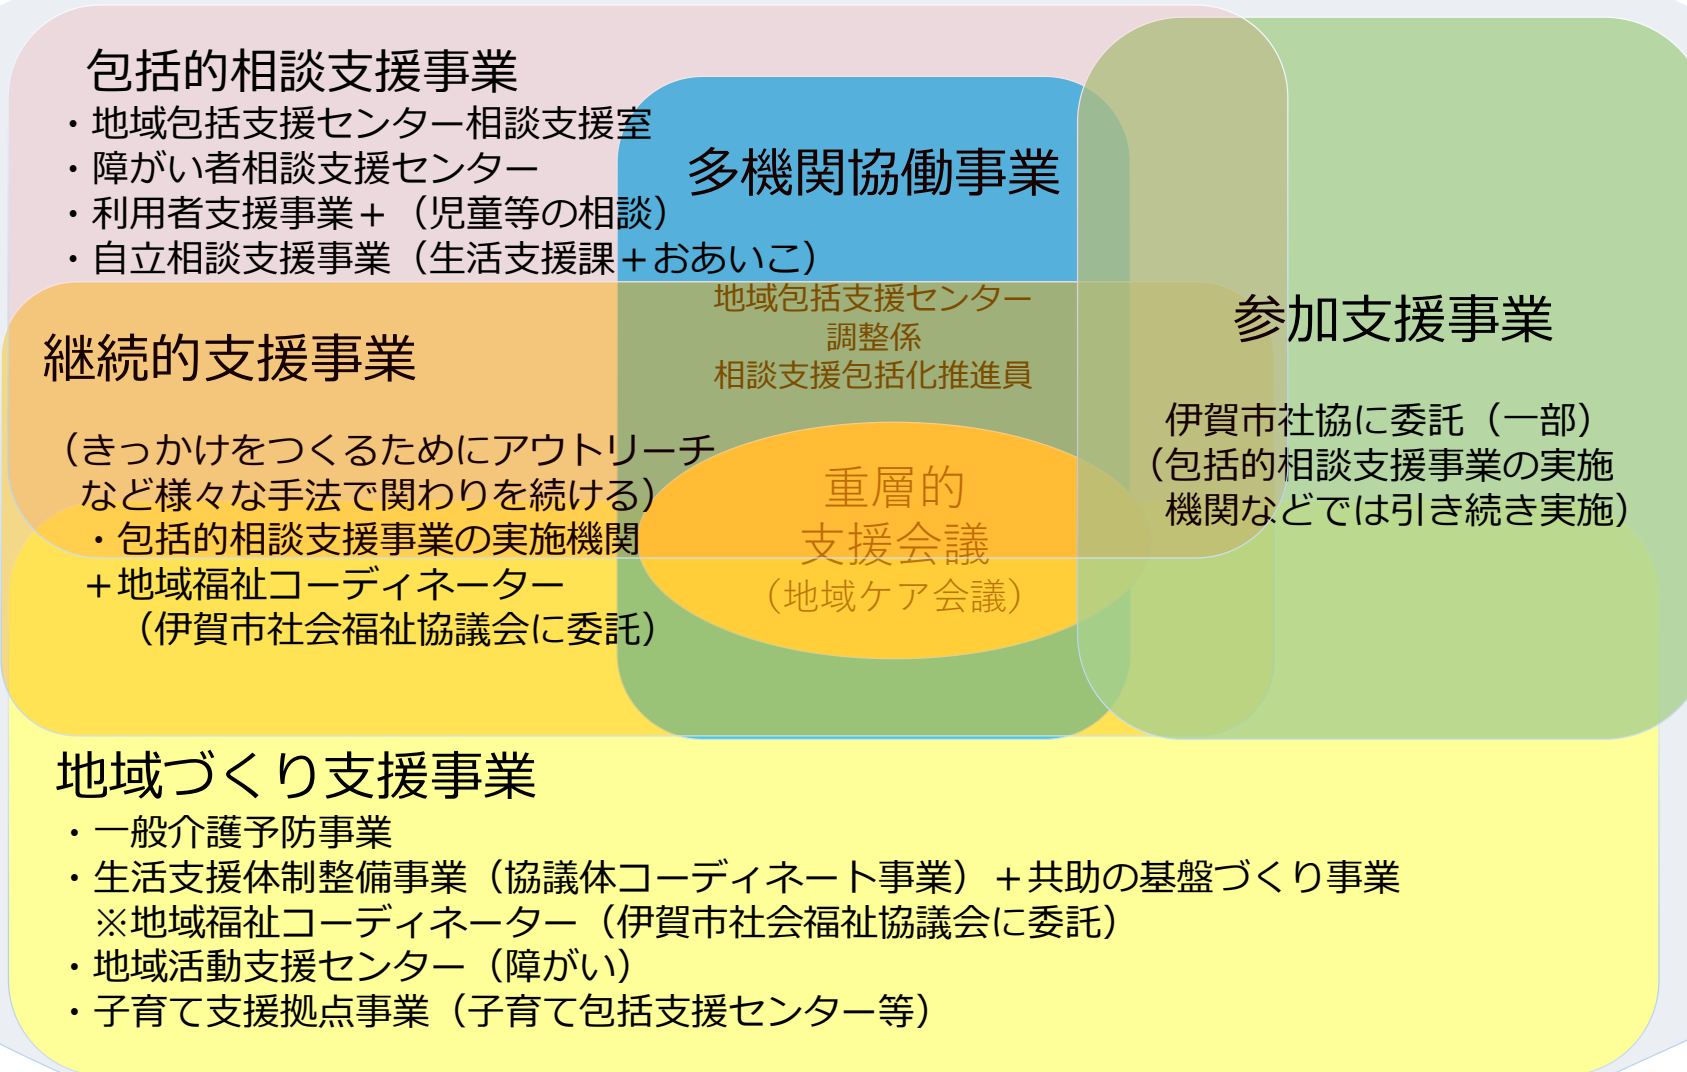 包括的相談支援事業
・地域包括支援センター相談支援室
・障がい者相談支援センター
・利用者支援事業＋（児童等の相談）
・自立相談支援事業（生活支援課＋おあいこ）
多機関協働事業
地域包括支援センター
調整係
相談支援包括化推進員
参加支援事業
伊賀市社協に委託（一部）
（包括的相談支援事業の実施
機関などでは引き続き実施）
継続的支援事業
（きっかけをつくるためにアウトリーチ
など様々な手法で関わりを続ける）
・包括的相談支援事業の実施機関
＋地域福祉コーディネーター
（伊賀市社会福祉協議会に委託）
重層的
支援会議
（地域ケア会議）
地域づくり支援事業
・一般介護予防事業
・生活支援体制整備事業（協議体コーディネート事業）＋共助の基盤づくり事業
※地域福祉コーディネーター（伊賀市社会福祉協議会に委託）
・地域活動支援センター（障がい）
・子育て支援拠点事業（子育て包括支援センター等）